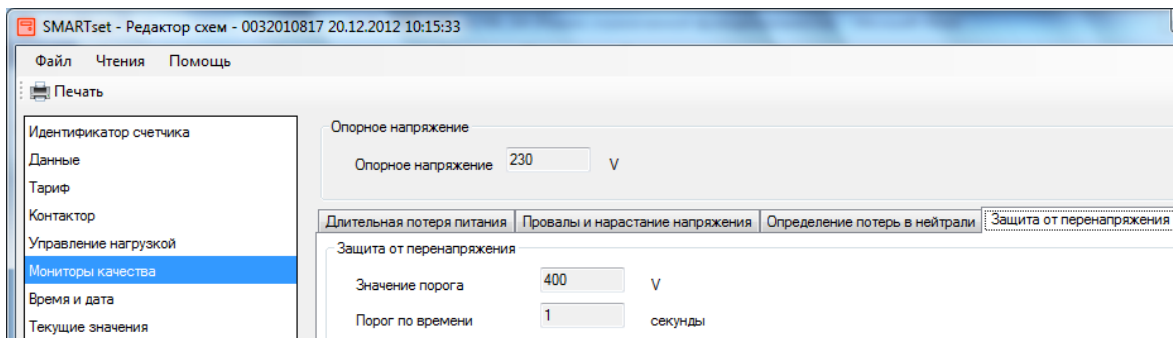 SMARTset - Редактор схем - 0032010817 20.12.2012 10:15:33
Файл Чтения Помощь
Печать
Идентификатор счетчика
Данные
Тариф
Контактор
Управление нагрузкой
Мониторы качества
Время и дата
Текущие значения
Опорное напряжение
Опорное напряжение 230 V
Длительная потеря питания Провалы и нарастание напряжения Определение потерь в нейтрали Защита от перенапряжения
Защита от перенапряжения
Значение порога 400 V
Порог по времени 1 секунды